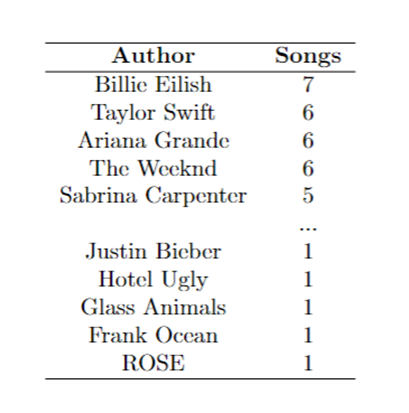 Author Songs
Billie Eilish 7
Taylor Swift 6
Ariana Grande 6
The Weeknd 6
Sabrina Carpenter 5
...
Justin Bieber 1
Hotel Ugly 1
Glass Animals 1
Frank Ocean 1
ROSE 1